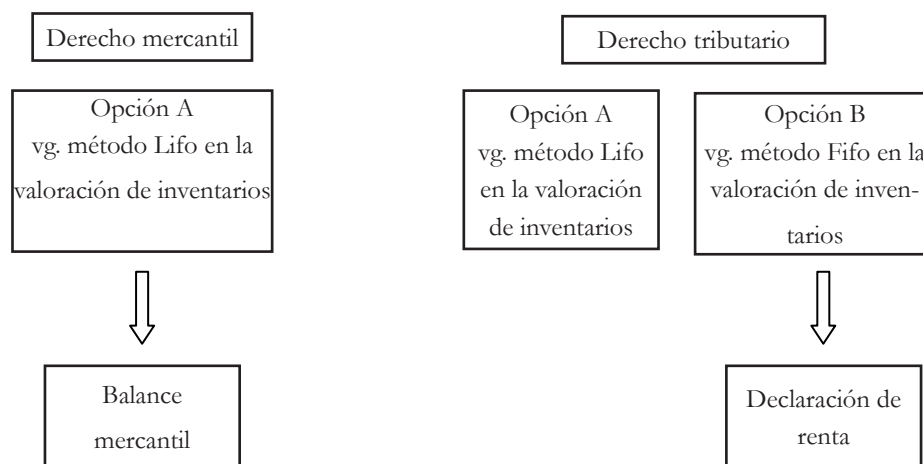 Derecho mercantil
Derecho tributario
Opción A
vg. método Lifo en la
valoración de inventarios
Opción A
vg. método Lifo
en la valoración
de inventarios
Opción B
vg. método Fifo en la
valoración de inven-
tarios
Balance
mercantil
Declaración de
renta